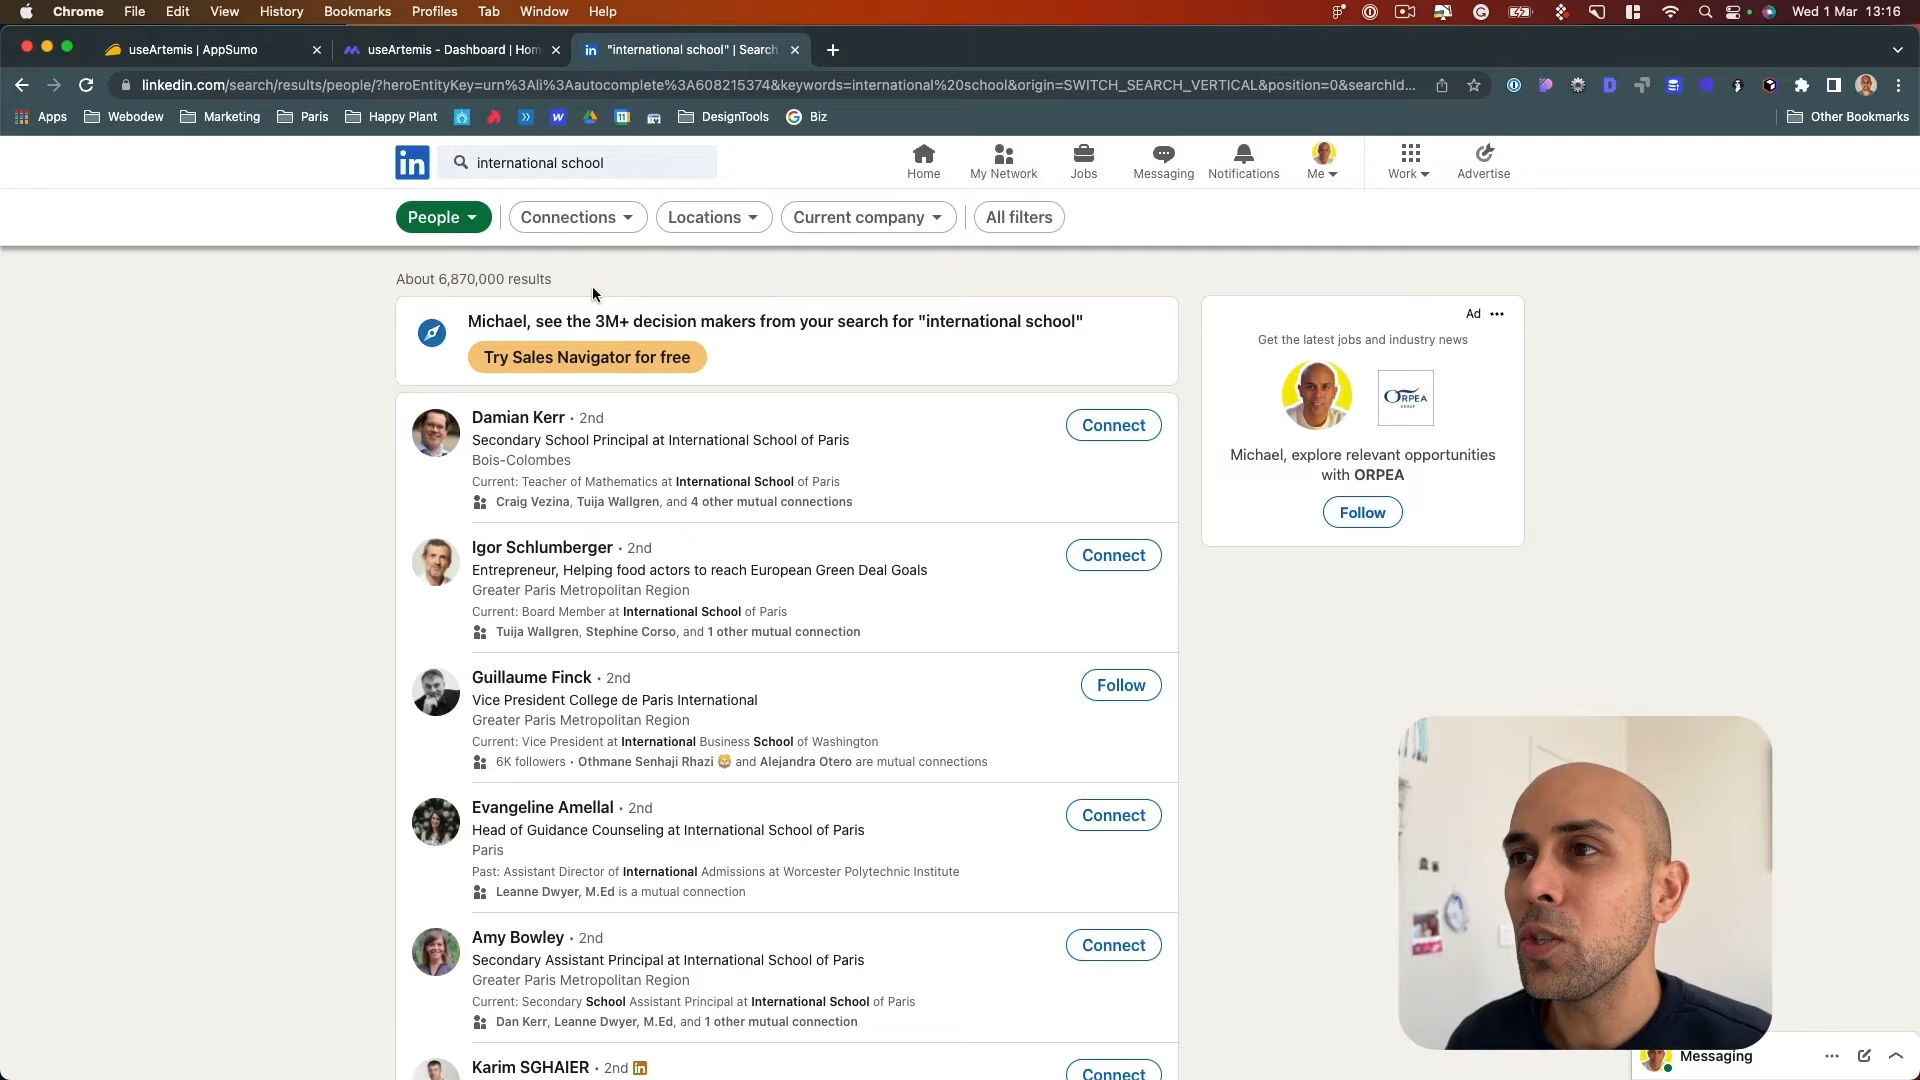 Chrome File Edit View History Bookmarks Profiles Tab Window Help
Wed 1 Mar 13:16
useArtemis | AppSumo
useArtemis - Dashboard | Hom
"international school" | Search
linkedin.com/search/results/people/?heroEntityKey=urn%3Ali%3Aautocomplete%3A608215374&keywords=international%20school&origin=SWITCH_SEARCH_VERTICAL&position=0&searchId...
Apps Webodew Marketing Paris Happy Plant DesignTools Biz Other Bookmarks
in international school
Home My Network Jobs Messaging Notifications Me Work Advertise
People Connections Locations Current company All filters
About 6,870,000 results
Michael, see the 3M+ decision makers from your search for "international school"
Try Sales Navigator for free
Damian Kerr • 2nd
Secondary School Principal at International School of Paris
Bois-Colombes
Current: Teacher of Mathematics at International School of Paris
Craig Vezina, Tuija Wallgren, and 4 other mutual connections
Connect
Igor Schlumberger • 2nd
Entrepreneur, Helping food actors to reach European Green Deal Goals
Greater Paris Metropolitan Region
Current: Board Member at International School of Paris
Tuija Wallgren, Stephine Corso, and 1 other mutual connection
Connect
Guillaume Finck • 2nd
Vice President College de Paris International
Greater Paris Metropolitan Region
Current: Vice President at International Business School of Washington
6K followers • Othmane Senhaji Rhazi 🦁 and Alejandra Otero are mutual connections
Follow
Evangeline Amellal • 2nd
Head of Guidance Counseling at International School of Paris
Paris
Past: Assistant Director of International Admissions at Worcester Polytechnic Institute
Leanne Dwyer, M.Ed is a mutual connection
Connect
Amy Bowley • 2nd
Secondary Assistant Principal at International School of Paris
Greater Paris Metropolitan Region
Current: Secondary School Assistant Principal at International School of Paris
Dan Kerr, Leanne Dwyer, M.Ed, and 1 other mutual connection
Connect
Karim SGHAIER • 2nd in
Connect
Ad
Get the latest jobs and industry news
ORPEA
GROUP
Michael, explore relevant opportunities
with ORPEA
Follow
Messaging